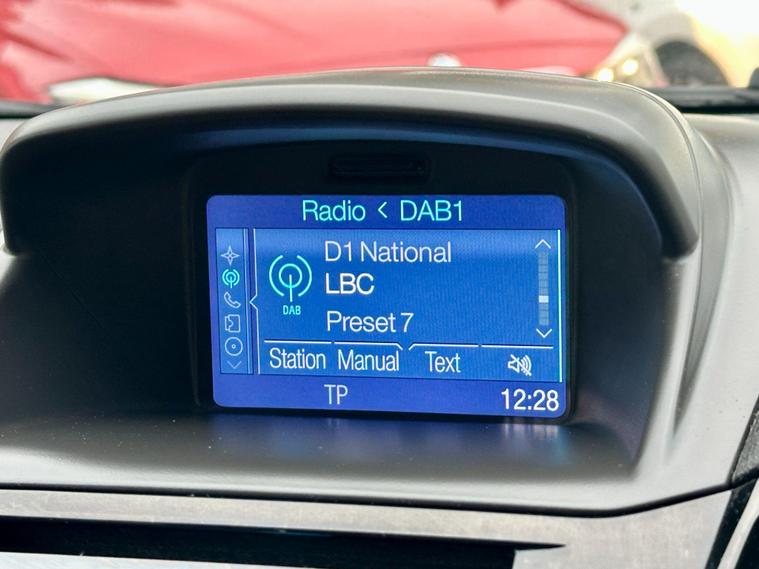 Radio < DAB1
D1 National
LBC
DAB
Preset 7
Station Manual Text
TP 12:28